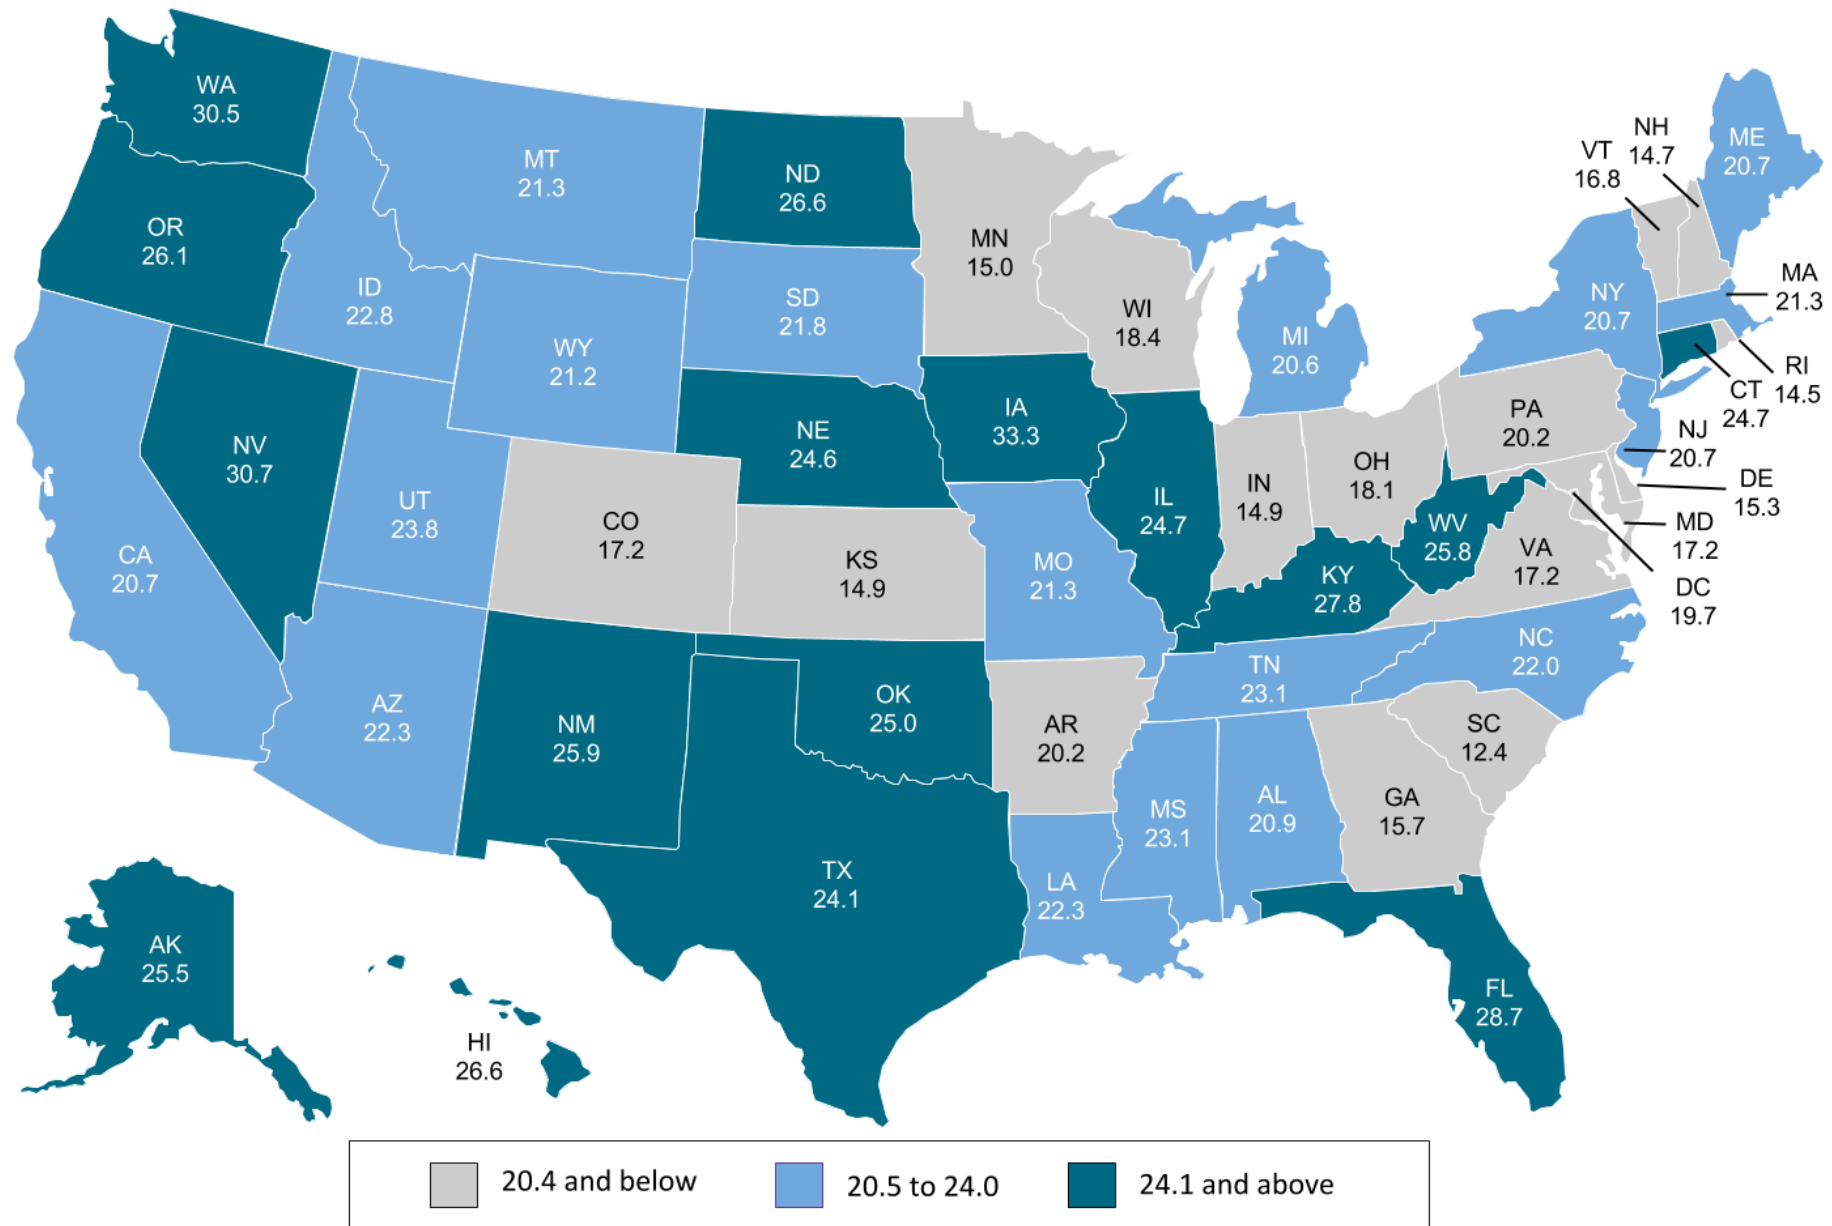 WA
30.5
OR
26.1
CA
20.7
NV
30.7
ID
22.8
MT
21.3
WY
21.2
UT
23.8
AZ
22.3
CO
17.2
NM
25.9
ND
26.6
SD
21.8
NE
24.6
KS
14.9
OK
25.0
TX
24.1
MN
15.0
IA
33.3
MO
21.3
AR
20.2
LA
22.3
WI
18.4
IL
24.7
MI
20.6
IN
14.9
OH
18.1
KY
27.8
TN
23.1
MS
23.1
AL
20.9
GA
15.7
FL
28.7
SC
12.4
NC
22.0
VA
17.2
WV
25.8
PA
20.2
NY
20.7
VT
16.8
NH
14.7
ME
20.7
MA
21.3
RI
14.5
CT
24.7
NJ
20.7
DE
15.3
MD
17.2
DC
19.7
AK
25.5
HI
26.6
20.4 and below
20.5 to 24.0
24.1 and above